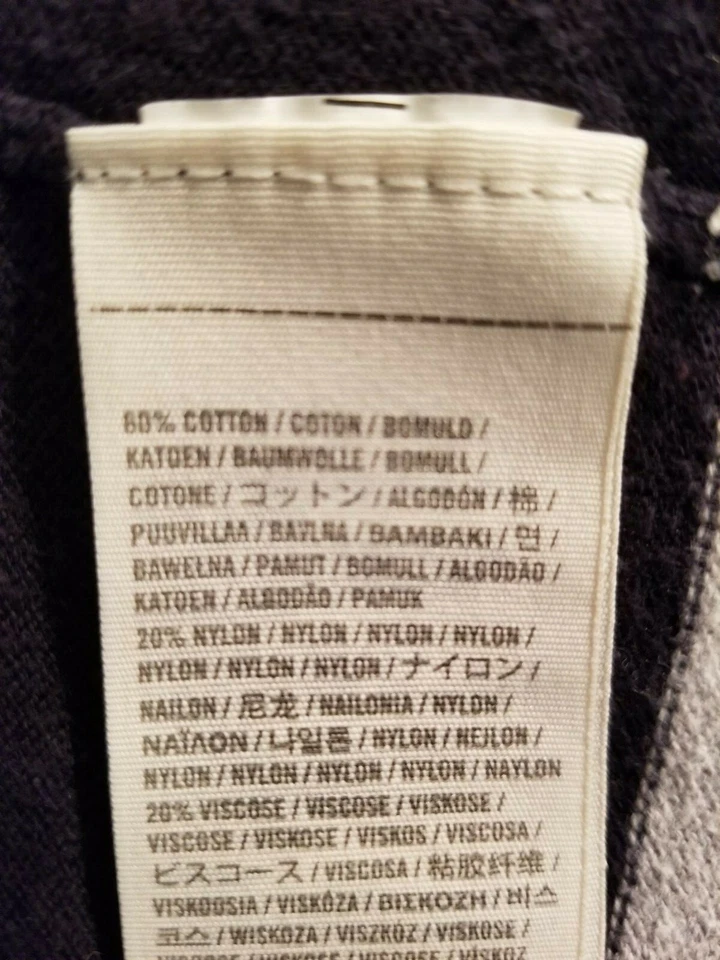 60% COTTON / COTON / BOMULD /
KATOEN / BAUMWOLLE / BOMULL /
COTONE / コットン / ALGODÓN / 棉 /
PUUVILLAA / BAVLNA / BAMBAKI / 면 /
BAWEŁNA / PAMUT / BOMULL / ALGODÃO /
KATOEN / ALGODÃO / PAMUK
20% NYLON / NYLON / NYLON / NYLON /
NYLON / NYLON / NYLON / ナイロン /
NAILON / 尼龙 / NAILONIA / NYLON /
ΝΑΪΛΟΝ / 나일론 / NYLON / NEJLON /
NYLON / NYLON / NYLON / NYLON / NAYLON
20% VISCOSE / VISCOSE / VISKOSE /
VISCOSE / VISKOSE / VISKOS / VISCOSA /
ビスコース / VISCOSA / 粘胶纤维 /
VISKOOSIA / VISKÓZA / ΒΙΣΚΟΖΗ / 비스
코스 / WISKOZA / VISZKÓZ / VISKOSE /